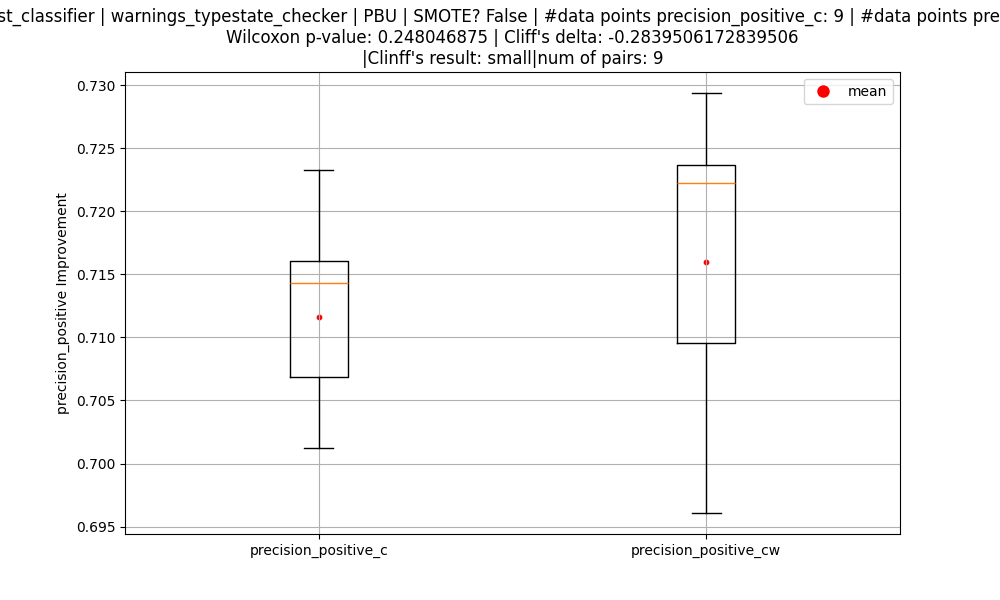 st_classifier | warnings_typestate_checker | PBU | SMOTE? False | #data points precision_positive_c: 9 | #data points pre
Wilcoxon p-value: 0.248046875 | Cliff's delta: -0.2839506172839506
|Clinff's result: small|num of pairs: 9
mean
0.730
0.725
0.720
0.715
0.710
0.705
0.700
0.695
precision_positive Improvement
precision_positive_c
precision_positive_cw